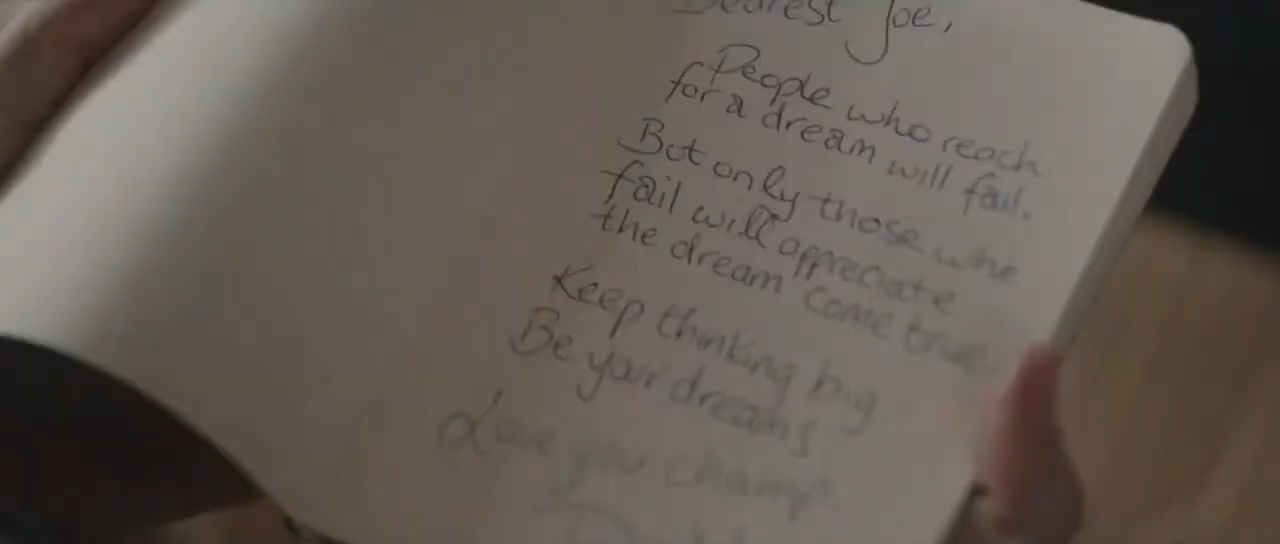 Dearest Joe,
People who reach
for a dream will fail.
But only those who
fail will appreciate
the dream come true.
Keep thinking big
Be your dreams
Love you champ